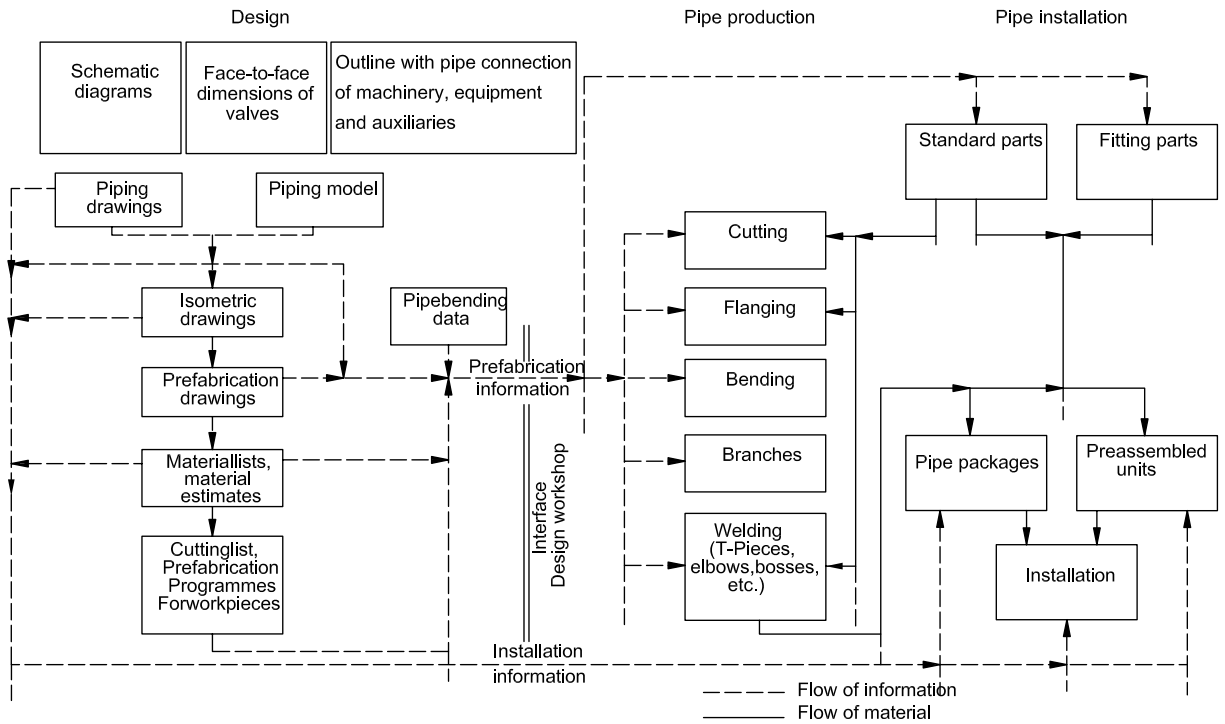 Design
Pipe production
Pipe installation
Schematic
diagrams
Face-to-face
dimensions of
valves
Outline with pipe connection
of machinery, equipment
and auxiliaries
Standard parts
Fitting parts
Piping
drawings
Piping model
Cutting
Isometric
drawings
Pipebending
data
Flanging
Prefabrication
drawings
Prefabrication
information
Bending
Materiallists,
material
estimates
Branches
Pipe packages
Preassembled
units
Interface
Design workshop
Cuttinglist,
Prefabrication
Programmes
Forworkpieces
Welding
(T-Pieces,
elbows,bosses,
etc.)
Installation
Installation
information
Flow of information
Flow of material